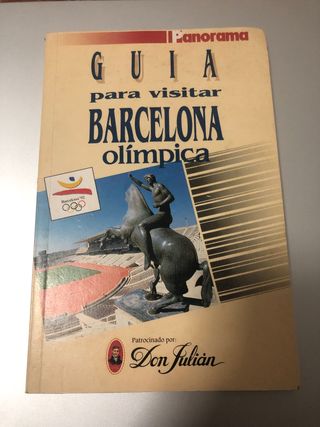 Panorama
GUIA
para visitar
BARCELONA
olímpica
Barcelona'92
Patrocinado por:
Don Julián